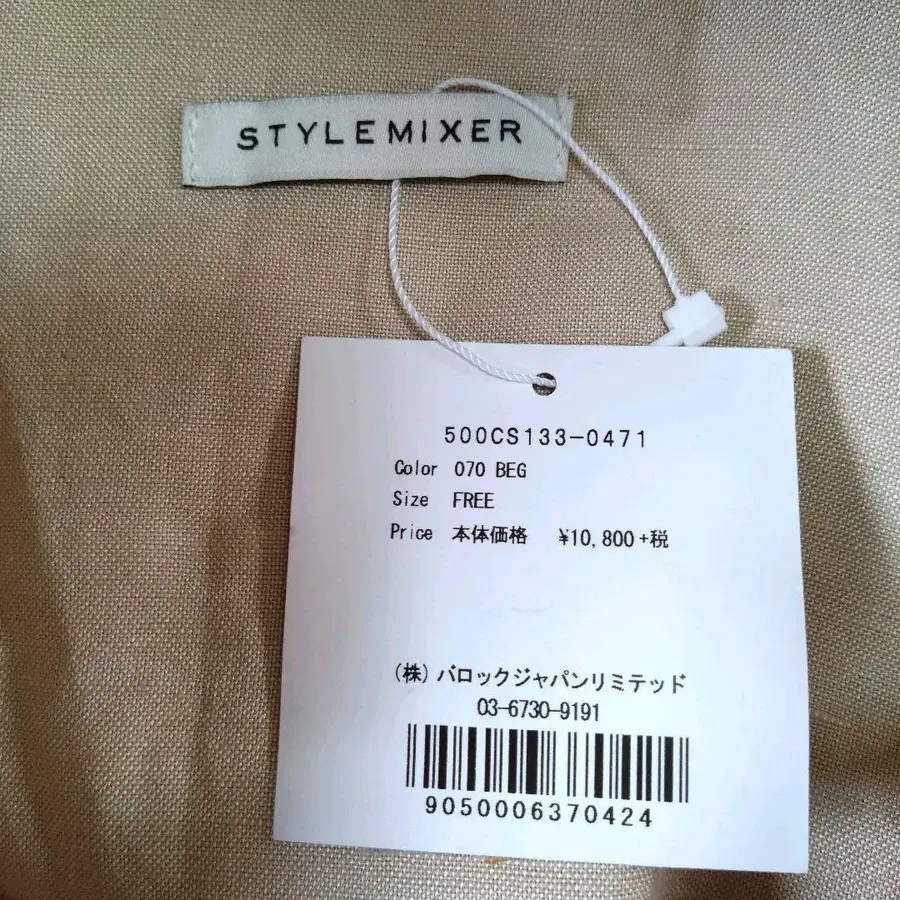 STYLEMIXER
500CS133-0471
Color 070 BEG
Size FREE
Price 本体価格 ¥10,800+税
(株)バロックジャパンリミテッド
03-6730-9191
9050006370424